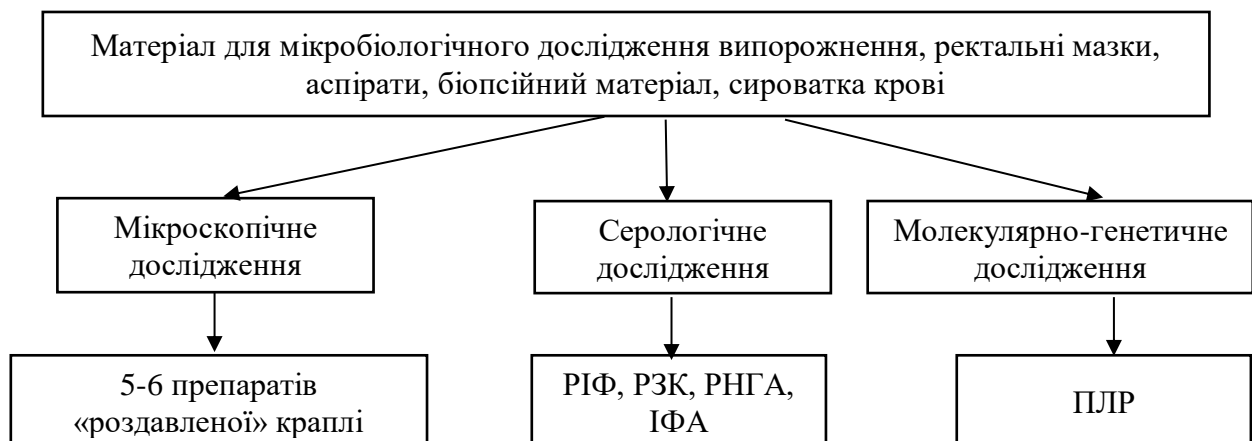 Матеріал для мікробіологічного дослідження випорожнення, ректальні мазки,
аспірати, біопсійний матеріал, сироватка крові
Мікроскопічне
дослідження
Серологічне
дослідження
Молекулярно-генетичне
дослідження
5-6 препаратів
«роздавленої» краплі
РІФ, РЗК, РНГА,
ІФА
ПЛР